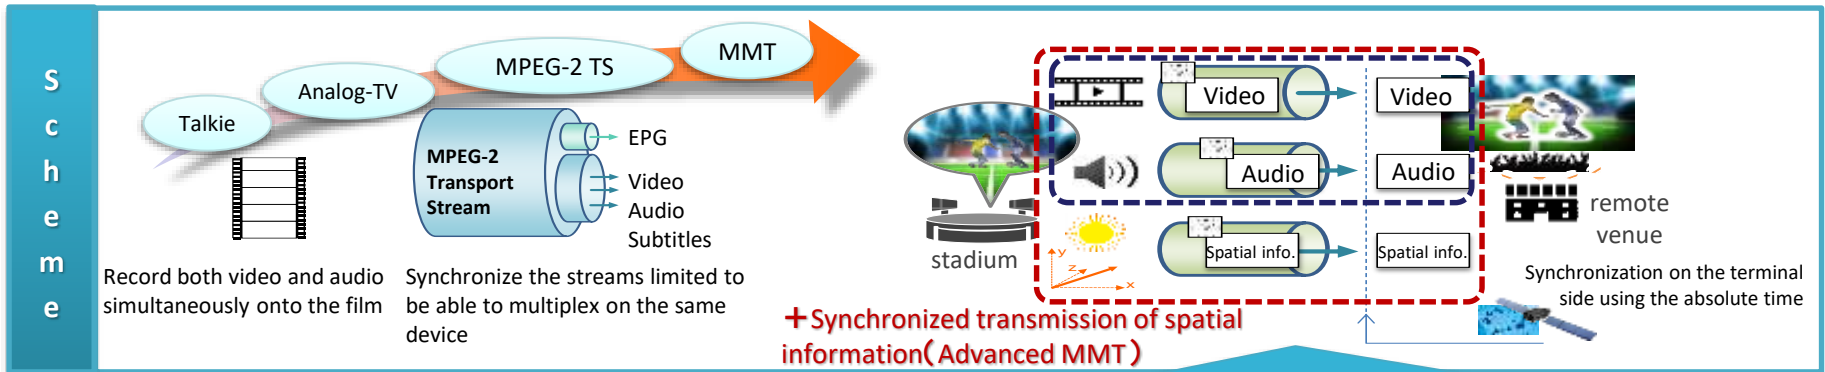 Scheme
Talkie
Analog-TV
MPEG-2 TS
MMT
Record both video and audio
simultaneously onto the film
MPEG-2
Transport
Stream
EPG
Video
Audio
Subtitles
Synchronize the streams limited to
be able to multiplex on the same
device
stadium
Video
Video
Audio
Audio
y
z
x
Spatial info.
Spatial info.
remote
venue
Synchronization on the terminal
side using the absolute time
+Synchronized transmission of spatial
information(Advanced MMT)